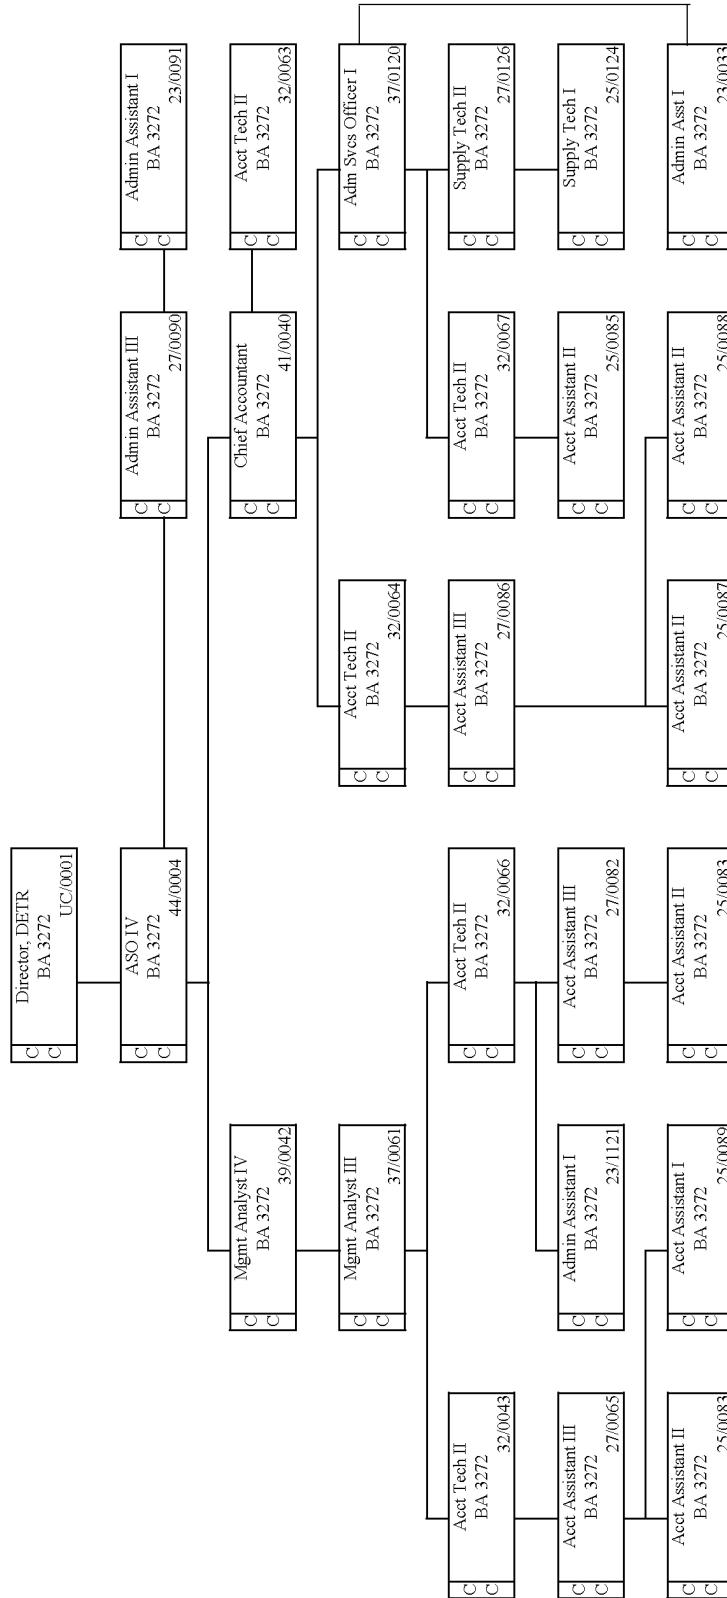 C
C
Director, DETR
BA 3272
UC/0001
C
C
ASO IV
BA 3272
44/0004
C
C
Admin Assistant III
BA 3272
27/0090
C
C
Admin Assistant I
BA 3272
23/0091
C
C
Mgmt Analyst IV
BA 3272
39/0042
C
C
Chief Accountant
BA 3272
41/0040
C
C
Acct Tech II
BA 3272
32/0063
C
C
Mgmt Analyst III
BA 3272
37/0061
C
C
Acct Tech II
BA 3272
32/0064
C
C
Adm Svcs Officer I
BA 3272
37/0120
C
C
Acct Tech II
BA 3272
32/0043
C
C
Acct Tech II
BA 3272
32/0066
C
C
Acct Assistant III
BA 3272
27/0086
C
C
Acct Tech II
BA 3272
32/0067
C
C
Supply Tech II
BA 3272
27/0126
C
C
Acct Assistant III
BA 3272
27/0065
C
C
Admin Assistant I
BA 3272
23/1121
C
C
Acct Assistant III
BA 3272
27/0082
C
C
Acct Assistant II
BA 3272
25/0085
C
C
Supply Tech I
BA 3272
25/0124
C
C
Acct Assistant II
BA 3272
25/0083
C
C
Acct Assistant I
BA 3272
25/0089
C
C
Acct Assistant II
BA 3272
25/0083
C
C
Acct Assistant II
BA 3272
25/0087
C
C
Acct Assistant II
BA 3272
25/0088
C
C
Admin Asst I
BA 3272
23/0033